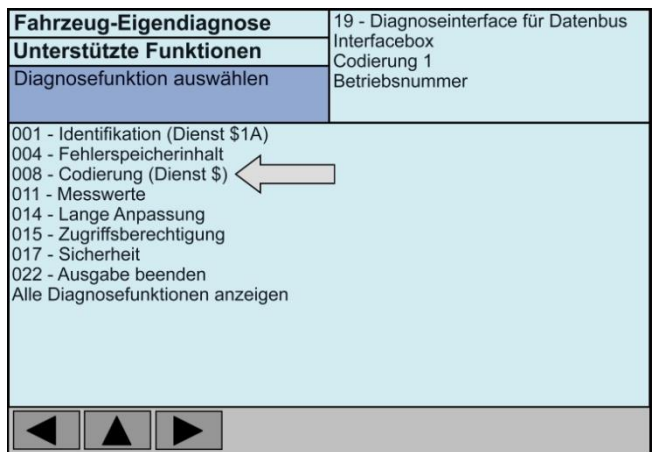 Fahrzeug-Eigendiagnose
Unterstützte Funktionen
Diagnosefunktion auswählen
19 - Diagnoseinterface für Datenbus
Interfacebox
Codierung 1
Betriebsnummer
001 - Identifikation (Dienst $1A)
004 - Fehlerspeicherinhalt
008 - Codierung (Dienst $)
011 - Messwerte
014 - Lange Anpassung
015 - Zugriffsberechtigung
017 - Sicherheit
022 - Ausgabe beenden
Alle Diagnosefunktionen anzeigen